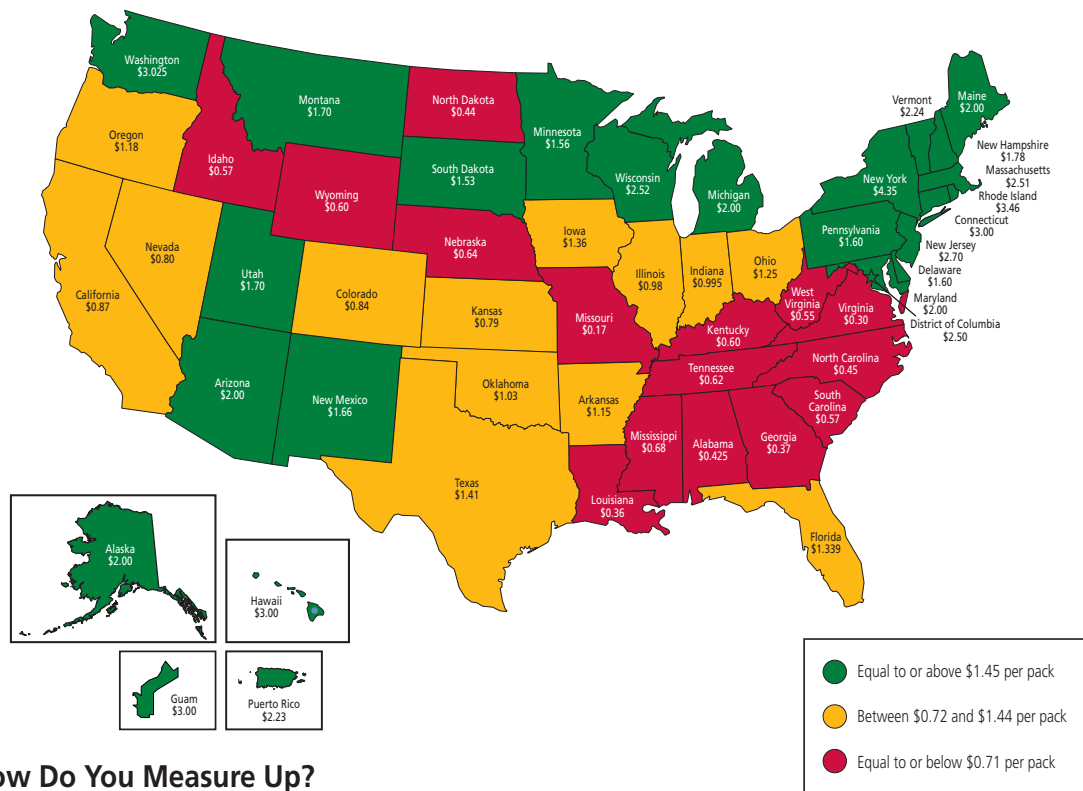 Washington
$3.025
Oregon
$1.18
California
$0.87
Nevada
$0.80
Idaho
$0.57
Montana
$1.70
Wyoming
$0.60
Utah
$1.70
Arizona
$2.00
Colorado
$0.84
New Mexico
$1.66
North Dakota
$0.44
South Dakota
$1.53
Nebraska
$0.64
Kansas
$0.79
Oklahoma
$1.03
Texas
$1.41
Minnesota
$1.56
Iowa
$1.36
Missouri
$0.17
Arkansas
$1.15
Louisiana
$0.36
Wisconsin
$2.52
Illinois
$0.98
Michigan
$2.00
Indiana
$0.995
Ohio
$1.25
Kentucky
$0.60
Tennessee
$0.62
Mississippi
$0.68
Alabama
$0.425
Georgia
$0.37
Florida
$1.339
South
Carolina
$0.57
North Carolina
$0.45
Virginia
$0.30
West
Virginia
$0.55
Pennsylvania
$1.60
New York
$4.35
Vermont
$2.24
Maine
$2.00
New Hampshire
$1.78
Massachusetts
$2.51
Rhode Island
$3.46
Connecticut
$3.00
New Jersey
$2.70
Delaware
$1.60
Maryland
$2.00
District of Columbia
$2.50
Alaska
$2.00
Hawaii
$3.00
Guam
$3.00
Puerto Rico
$2.23
Equal to or above $1.45 per pack
Between $0.72 and $1.44 per pack
Equal to or below $0.71 per pack
ow Do You Measure Up?